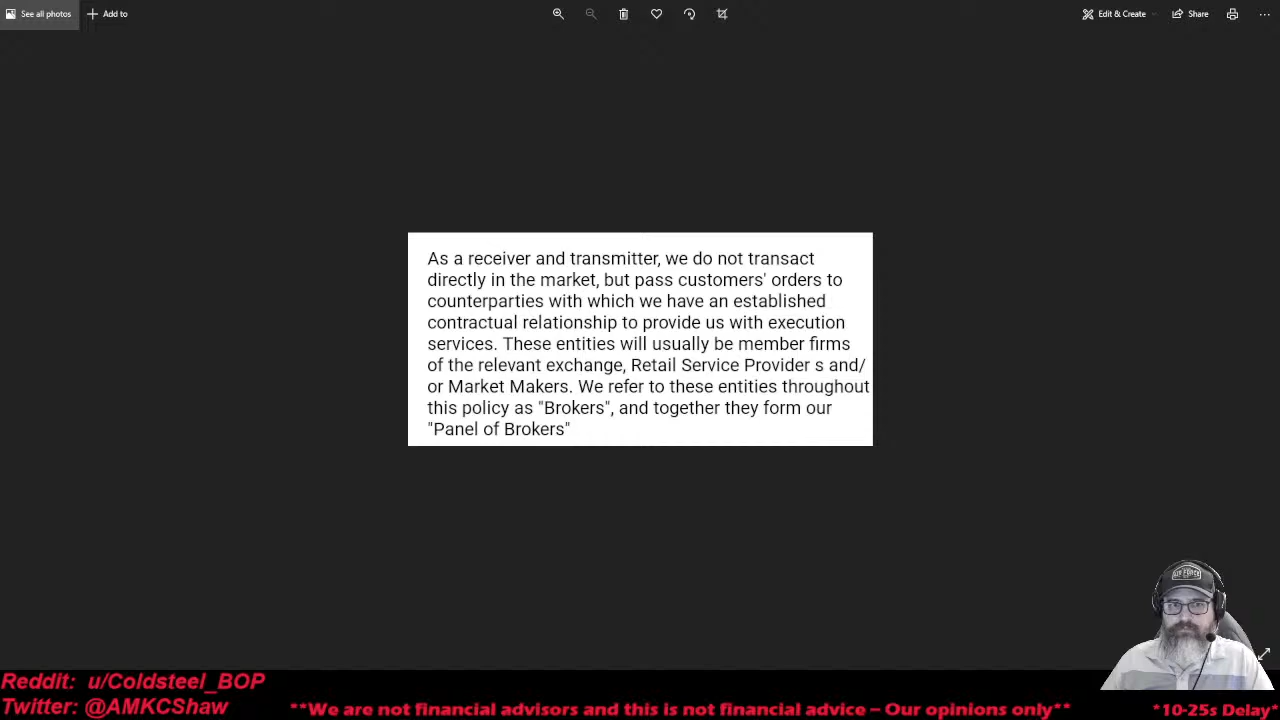 See all photos
Add to
Edit & Create
Share
As a receiver and transmitter, we do not transact
directly in the market, but pass customers' orders to
counterparties with which we have an established
contractual relationship to provide us with execution
services. These entities will usually be member firms
of the relevant exchange, Retail Service Provider s and/
or Market Makers. We refer to these entities throughout
this policy as "Brokers", and together they form our
"Panel of Brokers"
AIR FORCE
Reddit: u/Coldsteel_BOP
Twitter: @AMKCShaw
**We are not financial advisors and this is not financial advice – Our opinions only**
*10-25s Delay*